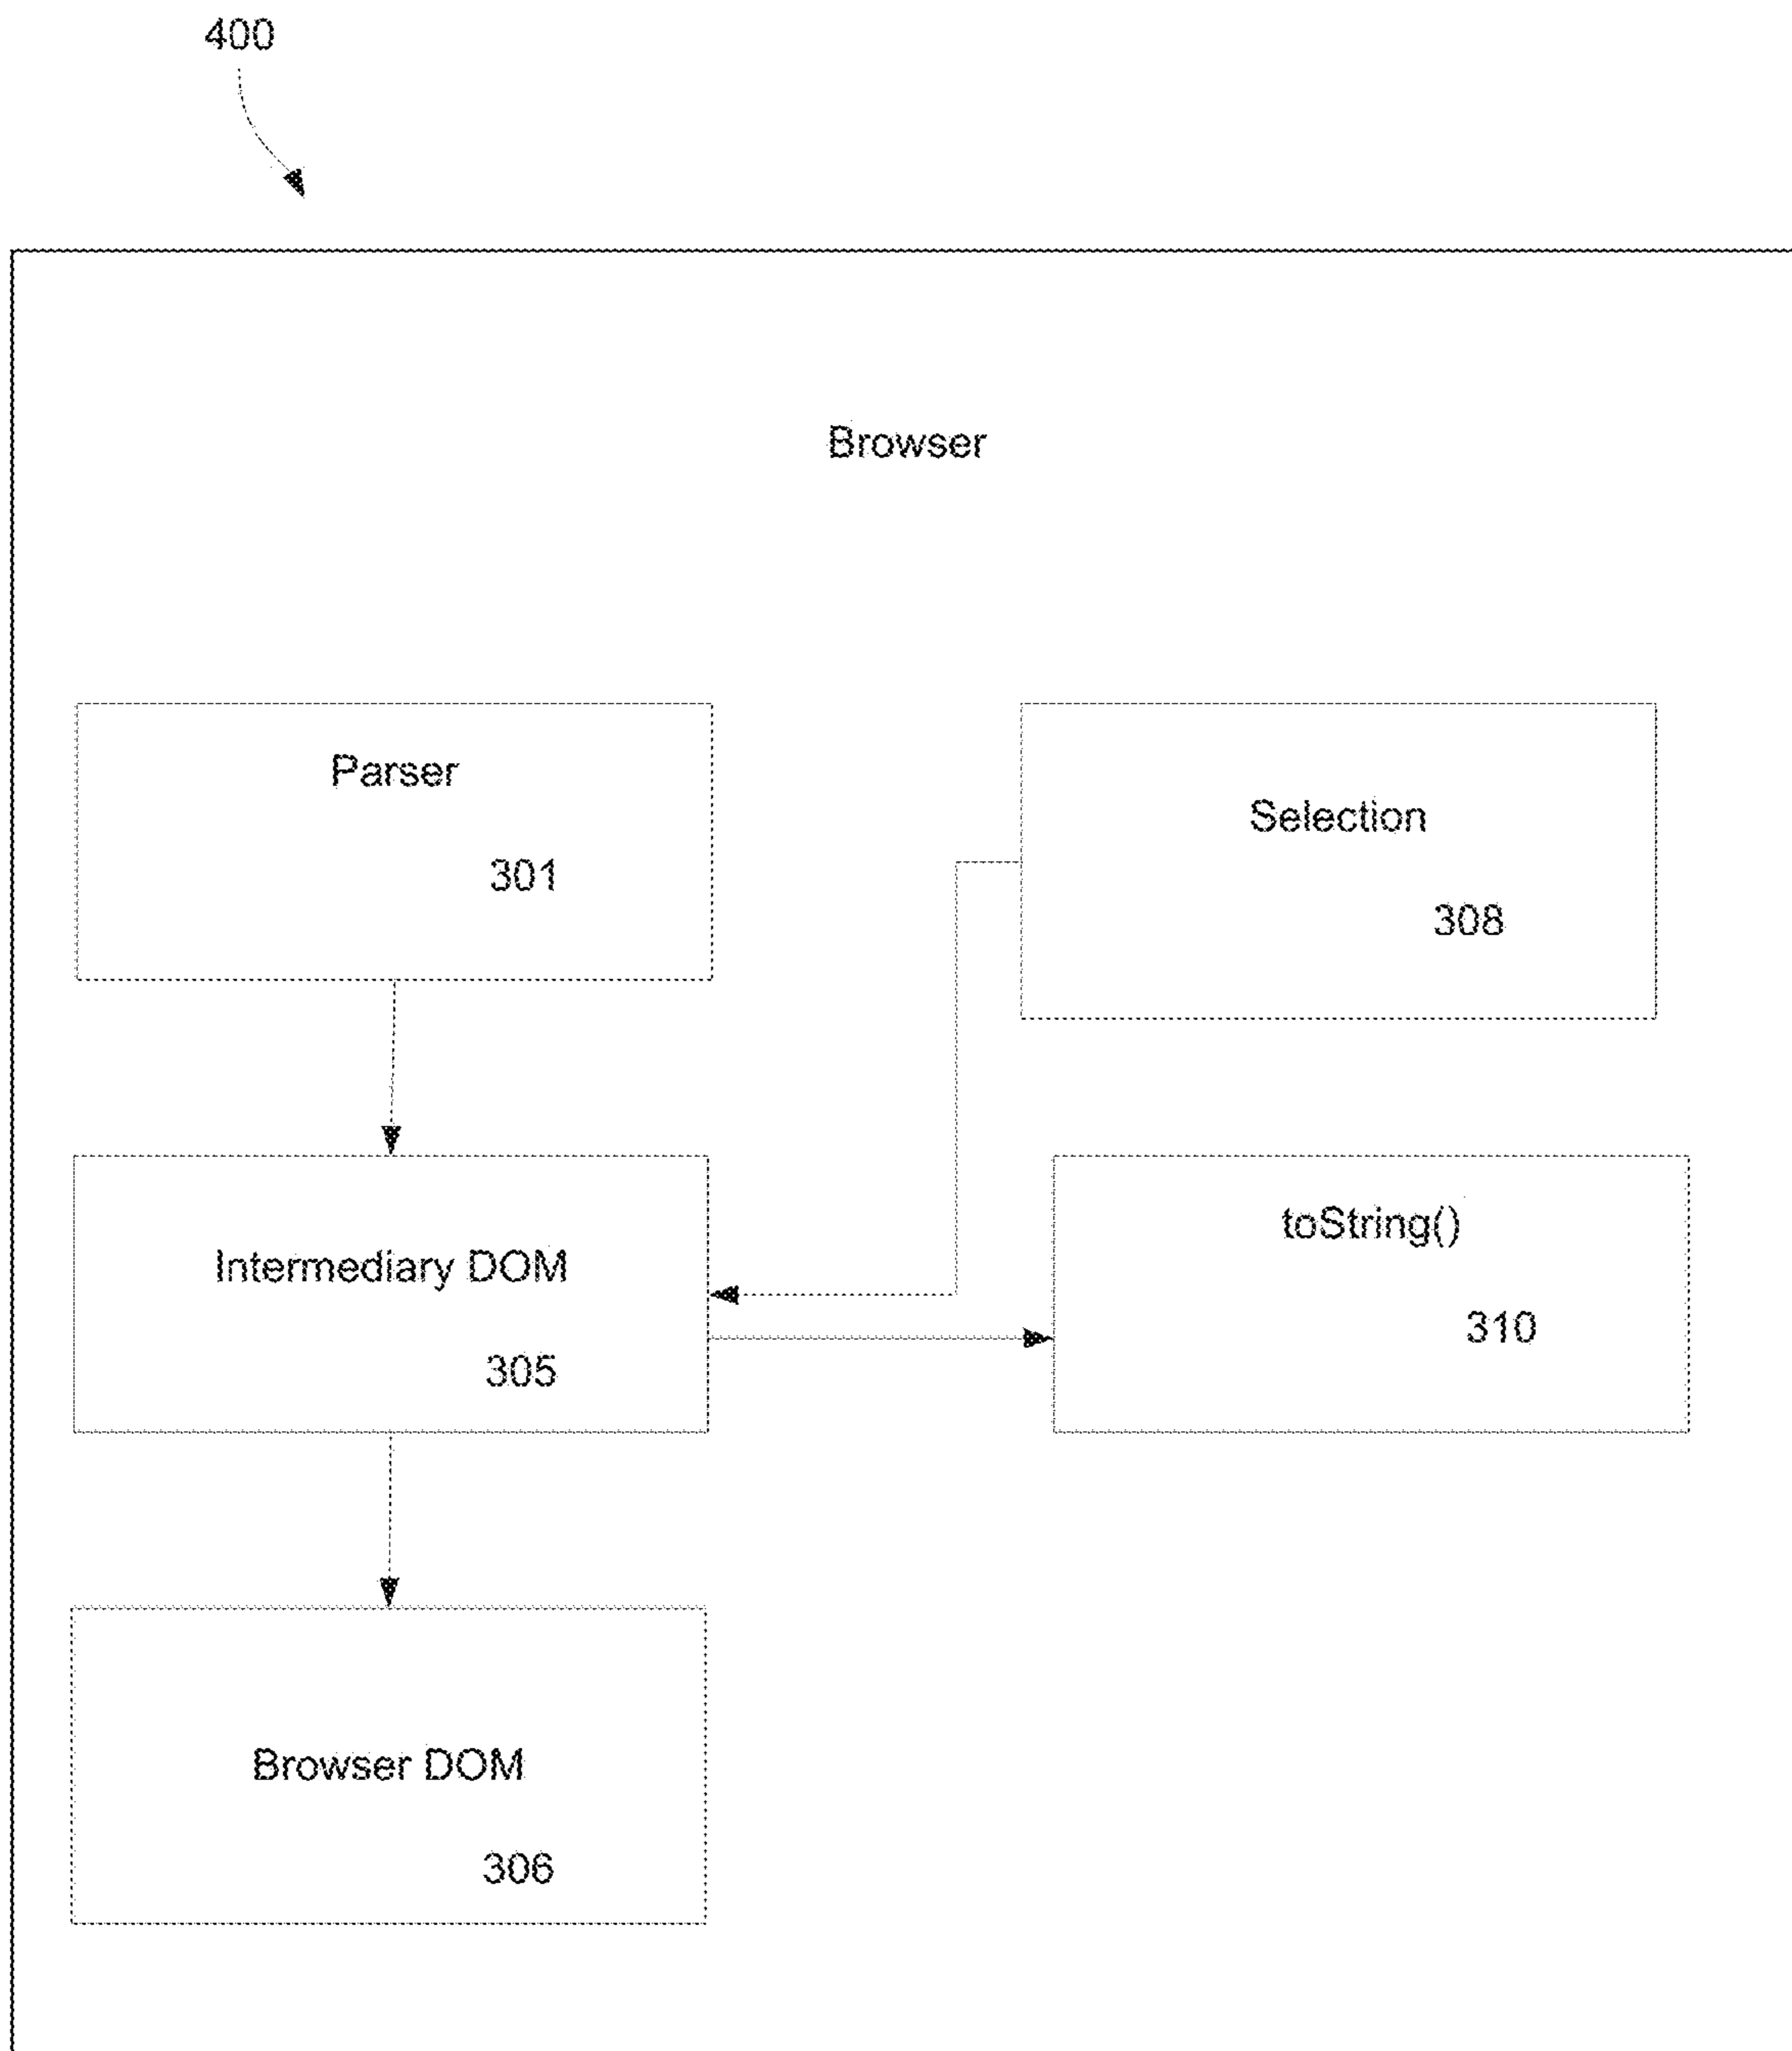 400
Browser
Parser
301
Selection
308
Intermediary DOM
305
toString()
310
Browser DOM
306